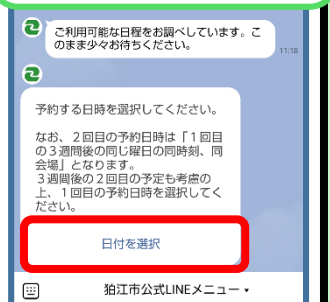 ご利用可能な日程をお調べしています。こ
のまま少々お待ちください。
11:18
予約する日時を選択してください。
なお、２回目の予約日時は「１回目
の３週間後の同じ曜日の同時刻、同
会場」となります。
３週間後の２回目の予定も考慮の
上、１回目の予約日時を選択してく
ださい。
日付を選択
狛江市公式LINEメニュー ▾